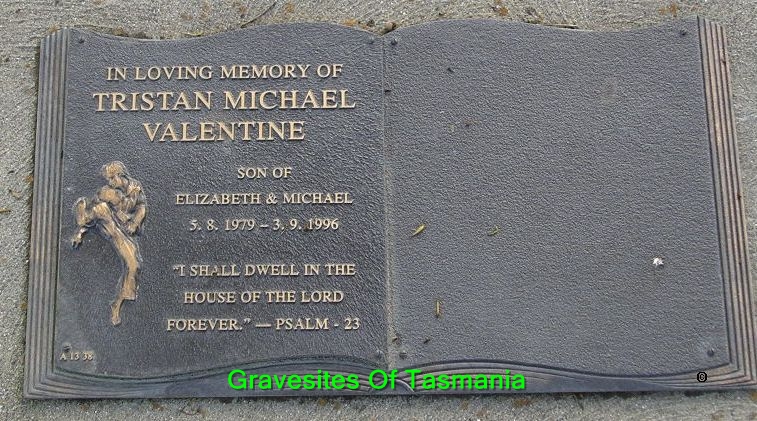 IN LOVING MEMORY OF
TRISTAN MICHAEL
VALENTINE
SON OF
ELIZABETH & MICHAEL
5. 8. 1979 – 3. 9. 1996
"I SHALL DWELL IN THE
HOUSE OF THE LORD
FOREVER." — PSALM - 23
A 13 38
Gravesites Of Tasmania
©